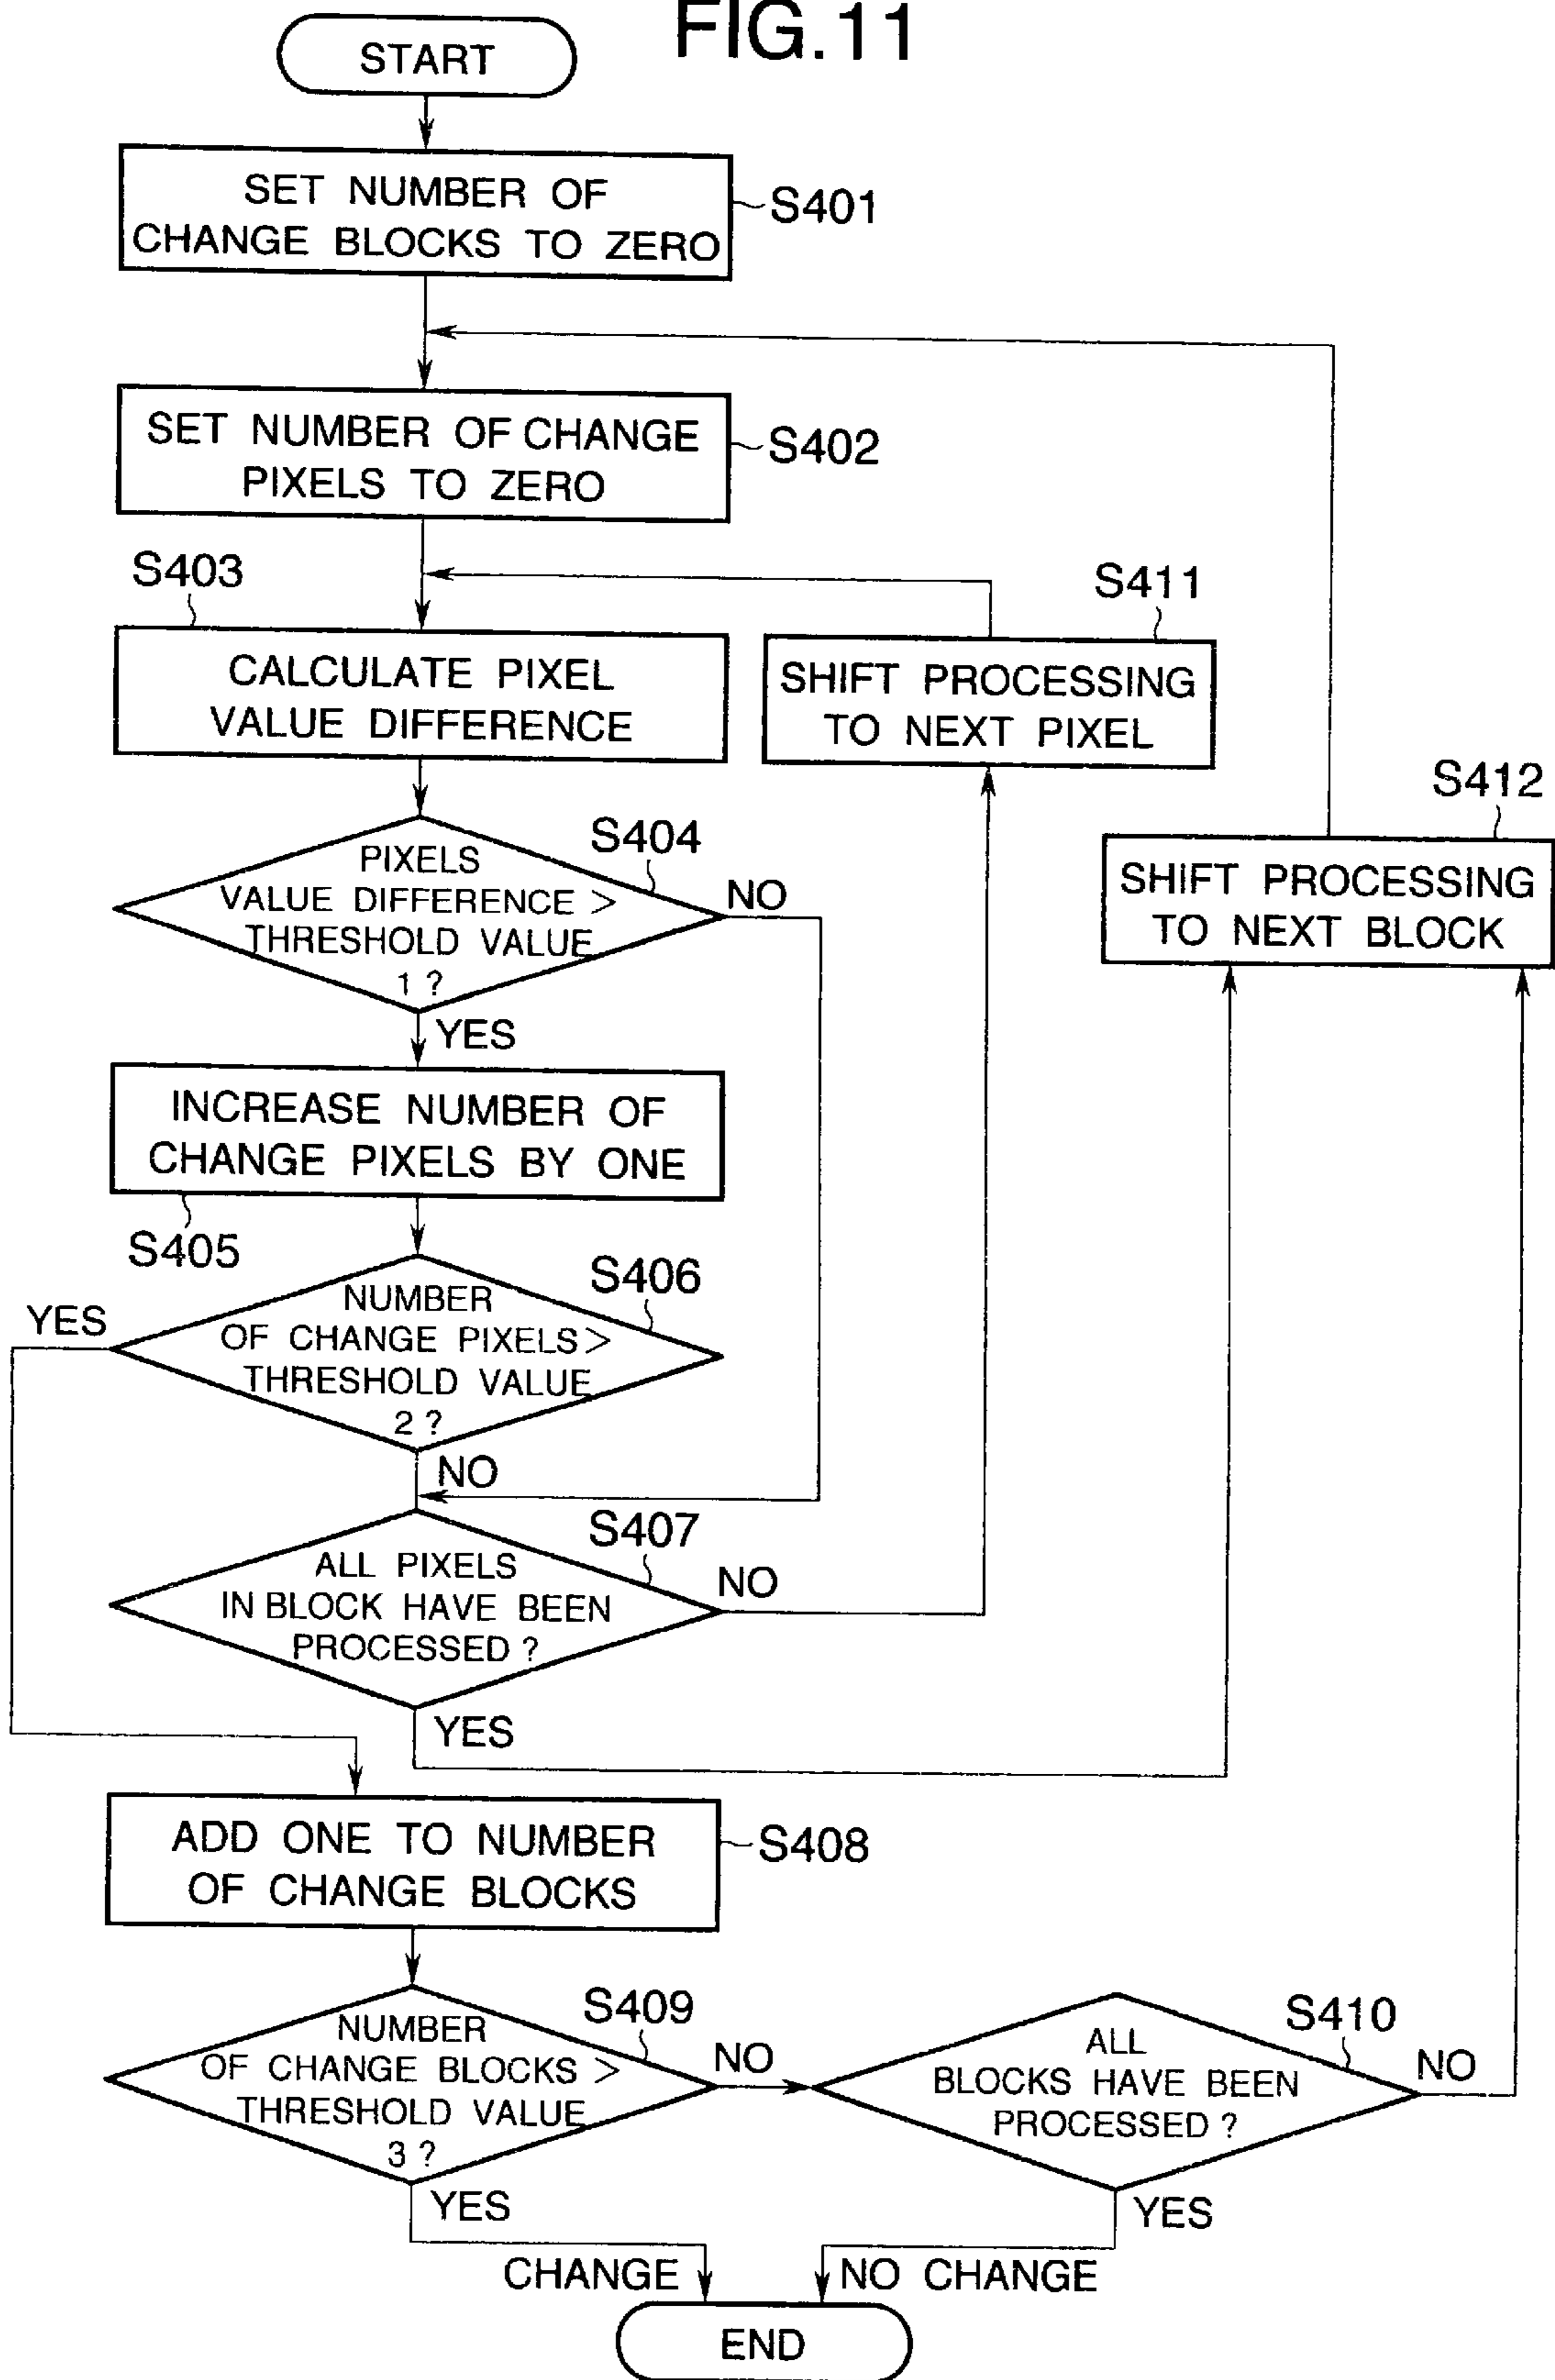 FIG.11
START
SET NUMBER OF
CHANGE BLOCKS TO ZERO
S401
SET NUMBER OF CHANGE
PIXELS TO ZERO
S402
S403
CALCULATE PIXEL
VALUE DIFFERENCE
S411
SHIFT PROCESSING
TO NEXT PIXEL
S412
SHIFT PROCESSING
TO NEXT BLOCK
S404
PIXELS
VALUE DIFFERENCE >
THRESHOLD VALUE
1 ?
NO
YES
INCREASE NUMBER OF
CHANGE PIXELS BY ONE
S405
S406
NUMBER
OF CHANGE PIXELS >
THRESHOLD VALUE
2 ?
YES
NO
S407
ALL PIXELS
IN BLOCK HAVE BEEN
PROCESSED ?
NO
YES
ADD ONE TO NUMBER
OF CHANGE BLOCKS
S408
S409
NUMBER
OF CHANGE BLOCKS >
THRESHOLD VALUE
3 ?
NO
YES
S410
ALL
BLOCKS HAVE BEEN
PROCESSED ?
NO
YES
CHANGE
NO CHANGE
END